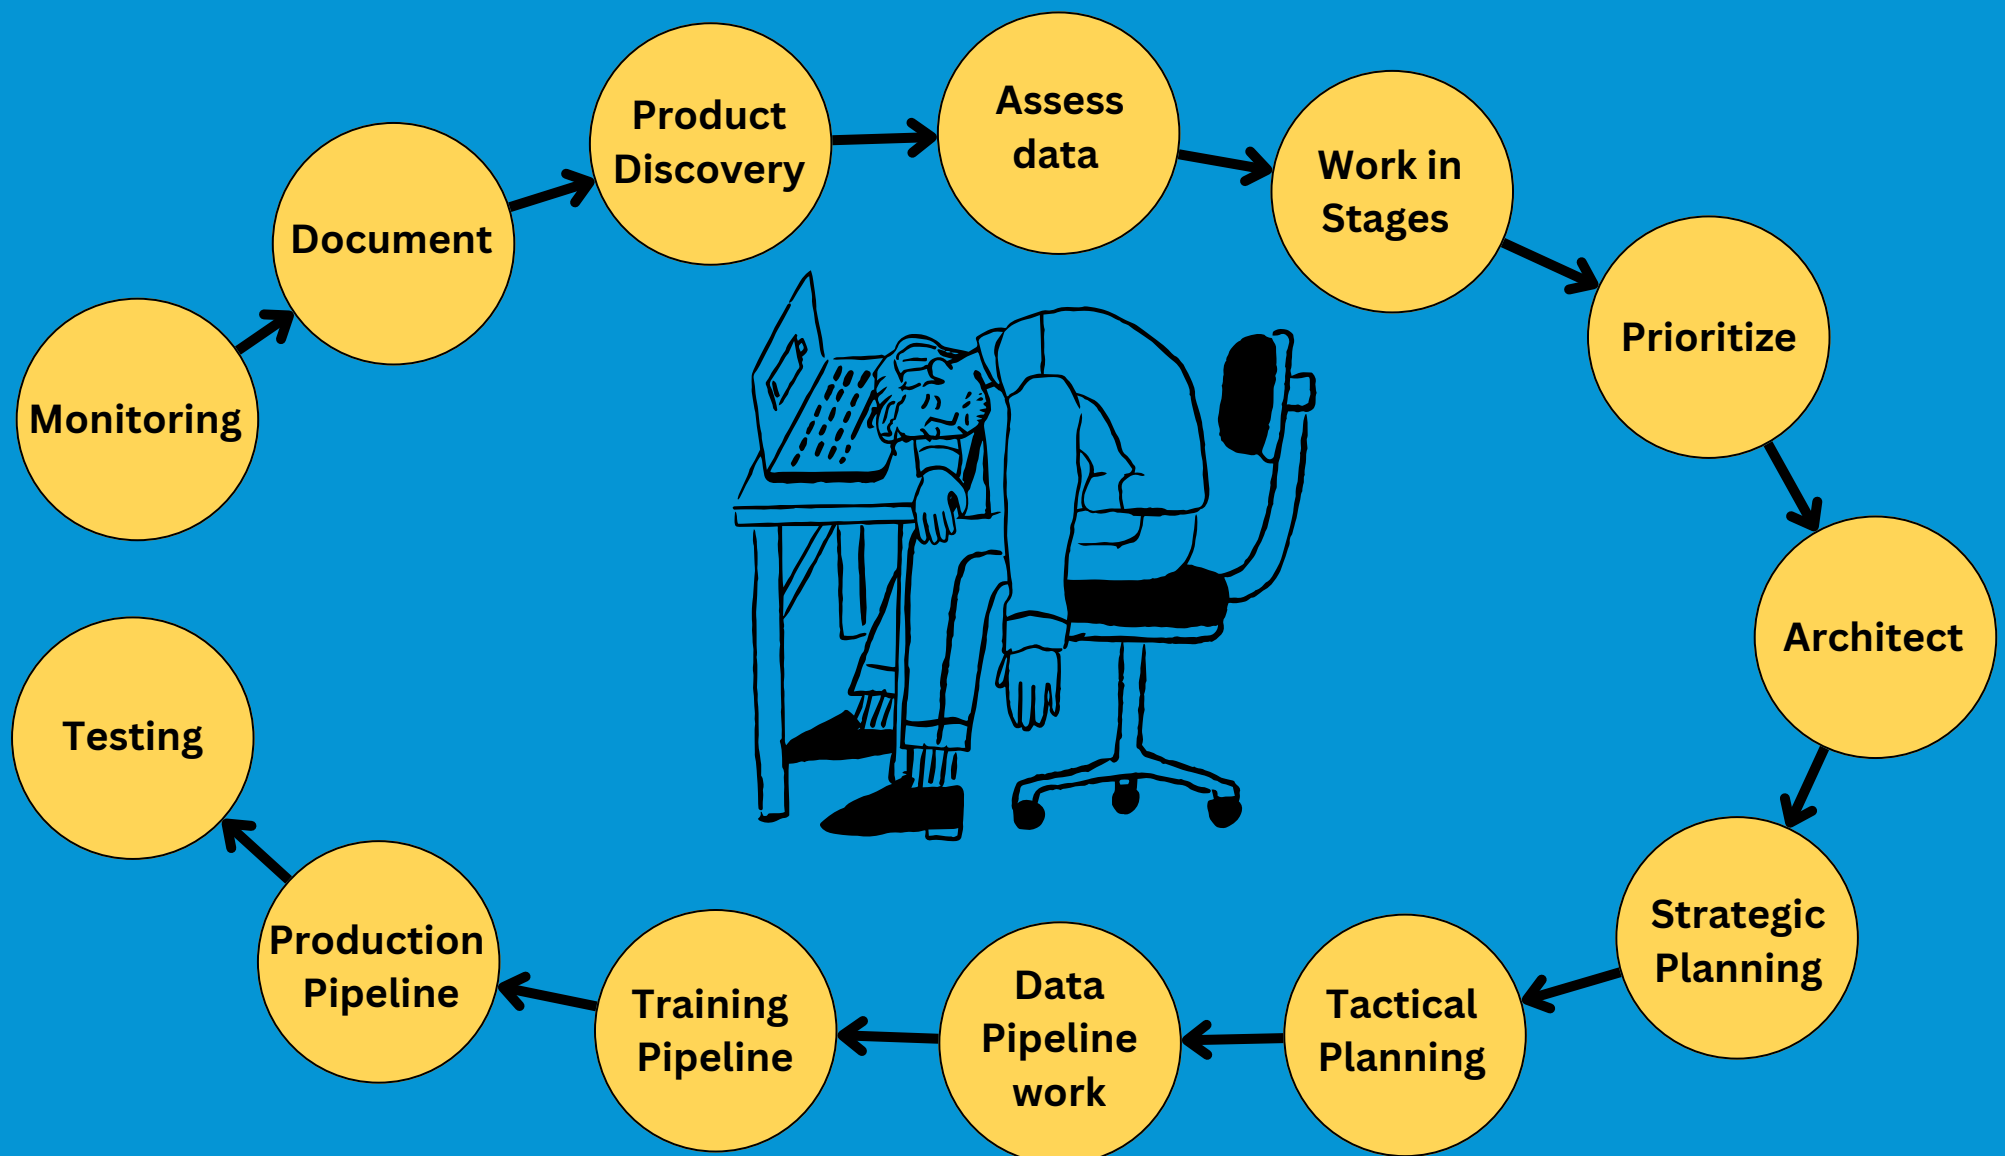 Monitoring
Document
Product
Discovery
Assess
data
Work in
Stages
Prioritize
Architect
Strategic
Planning
Tactical
Planning
Data
Pipeline
work
Training
Pipeline
Production
Pipeline
Testing